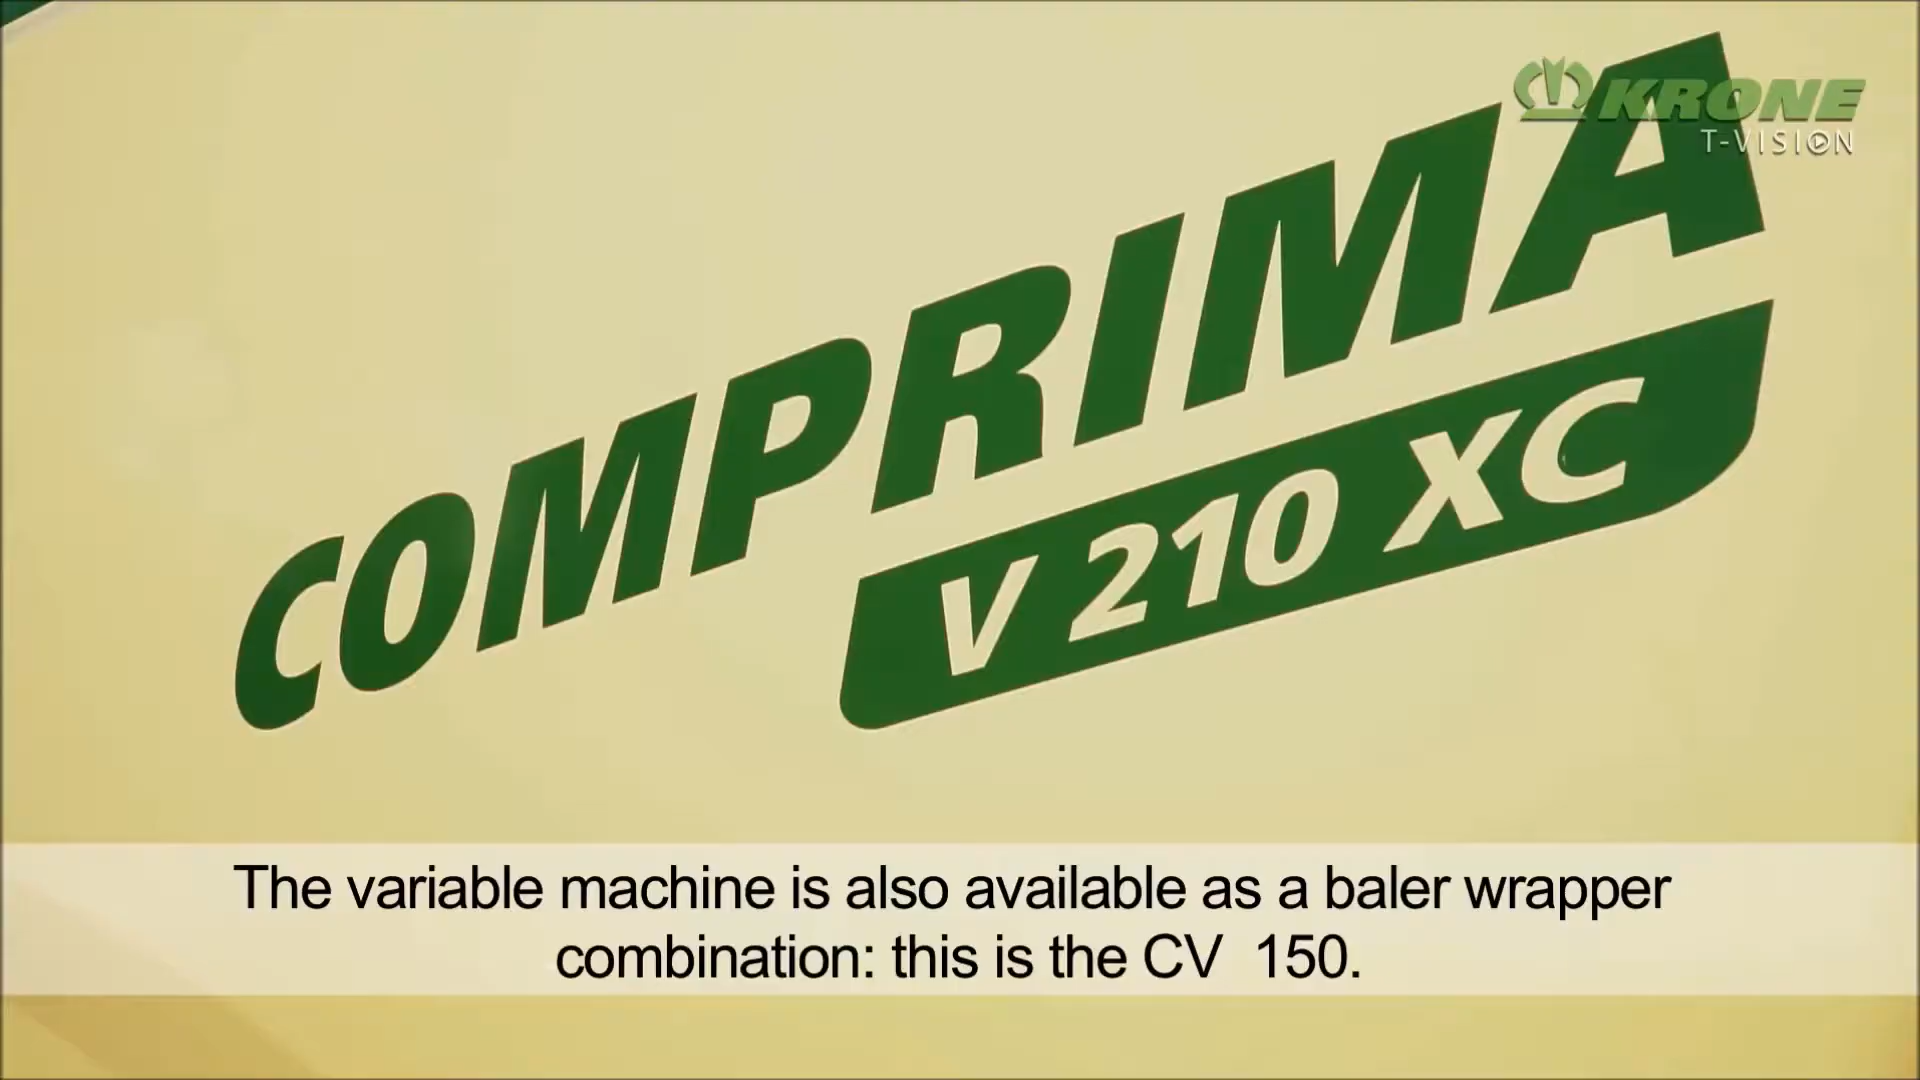 KRONE
T-VISION
COMPRIMA
V 210 XC
The variable machine is also available as a baler wrapper
combination: this is the CV 150.